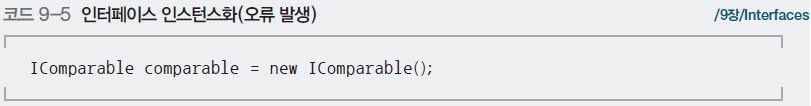 코드 9-5 인터페이스 인스턴스화(오류 발생) /9장/Interfaces
IComparable comparable = new IComparable();